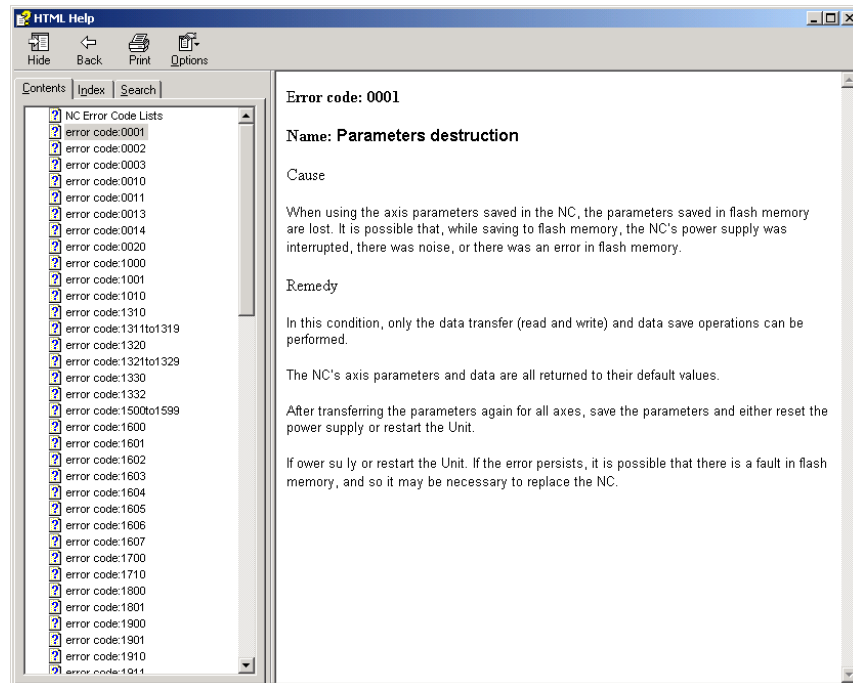 HTML Help
Hide Back Print Options
Contents Index Search
NC Error Code Lists
error code:0001
error code:0002
error code:0003
error code:0010
error code:0011
error code:0013
error code:0014
error code:0020
error code:1000
error code:1001
error code:1010
error code:1310
error code:1311to1319
error code:1320
error code:1321to1329
error code:1330
error code:1332
error code:1500to1599
error code:1600
error code:1601
error code:1602
error code:1603
error code:1604
error code:1605
error code:1606
error code:1607
error code:1700
error code:1710
error code:1800
error code:1801
error code:1900
error code:1901
error code:1910
error code:1911
Error code: 0001
Name: Parameters destruction
Cause
When using the axis parameters saved in the NC, the parameters saved in flash memory
are lost. It is possible that, while saving to flash memory, the NC's power supply was
interrupted, there was noise, or there was an error in flash memory.
Remedy
In this condition, only the data transfer (read and write) and data save operations can be
performed.
The NC's axis parameters and data are all returned to their default values.
After transferring the parameters again for all axes, save the parameters and either reset the
power supply or restart the Unit.
If ower su ly or restart the Unit. If the error persists, it is possible that there is a fault in flash
memory, and so it may be necessary to replace the NC.